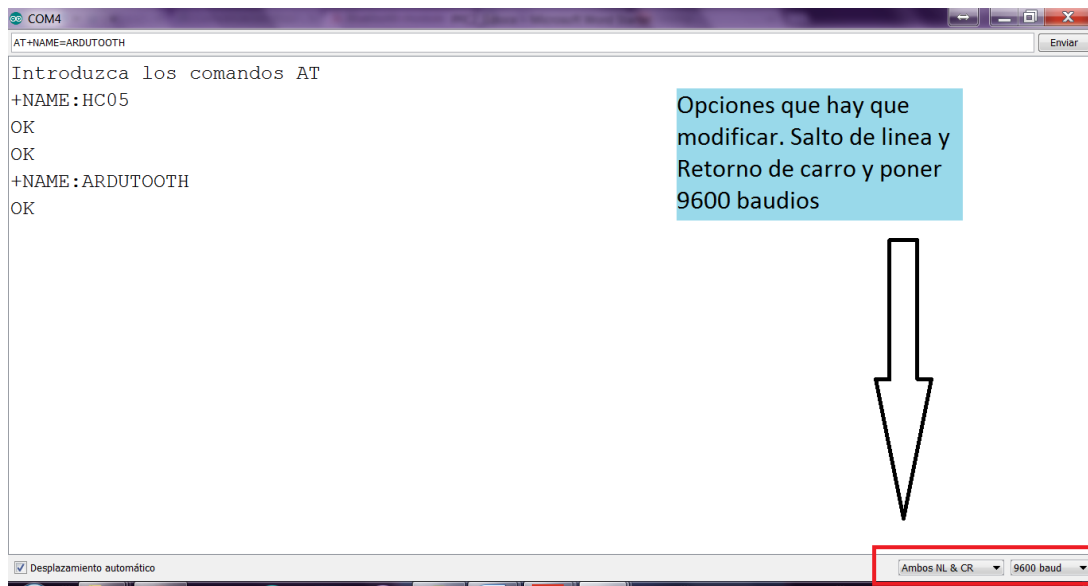 COM4
AT+NAME=ARDUTOOTH
Enviar
Introduzca los comandos AT
+NAME:HC05
OK
OK
+NAME:ARDUTOOTH
OK
Opciones que hay que
modificar. Salto de linea y
Retorno de carro y poner
9600 baudios
Desplazamiento automático
Ambos NL & CR
9600 baud